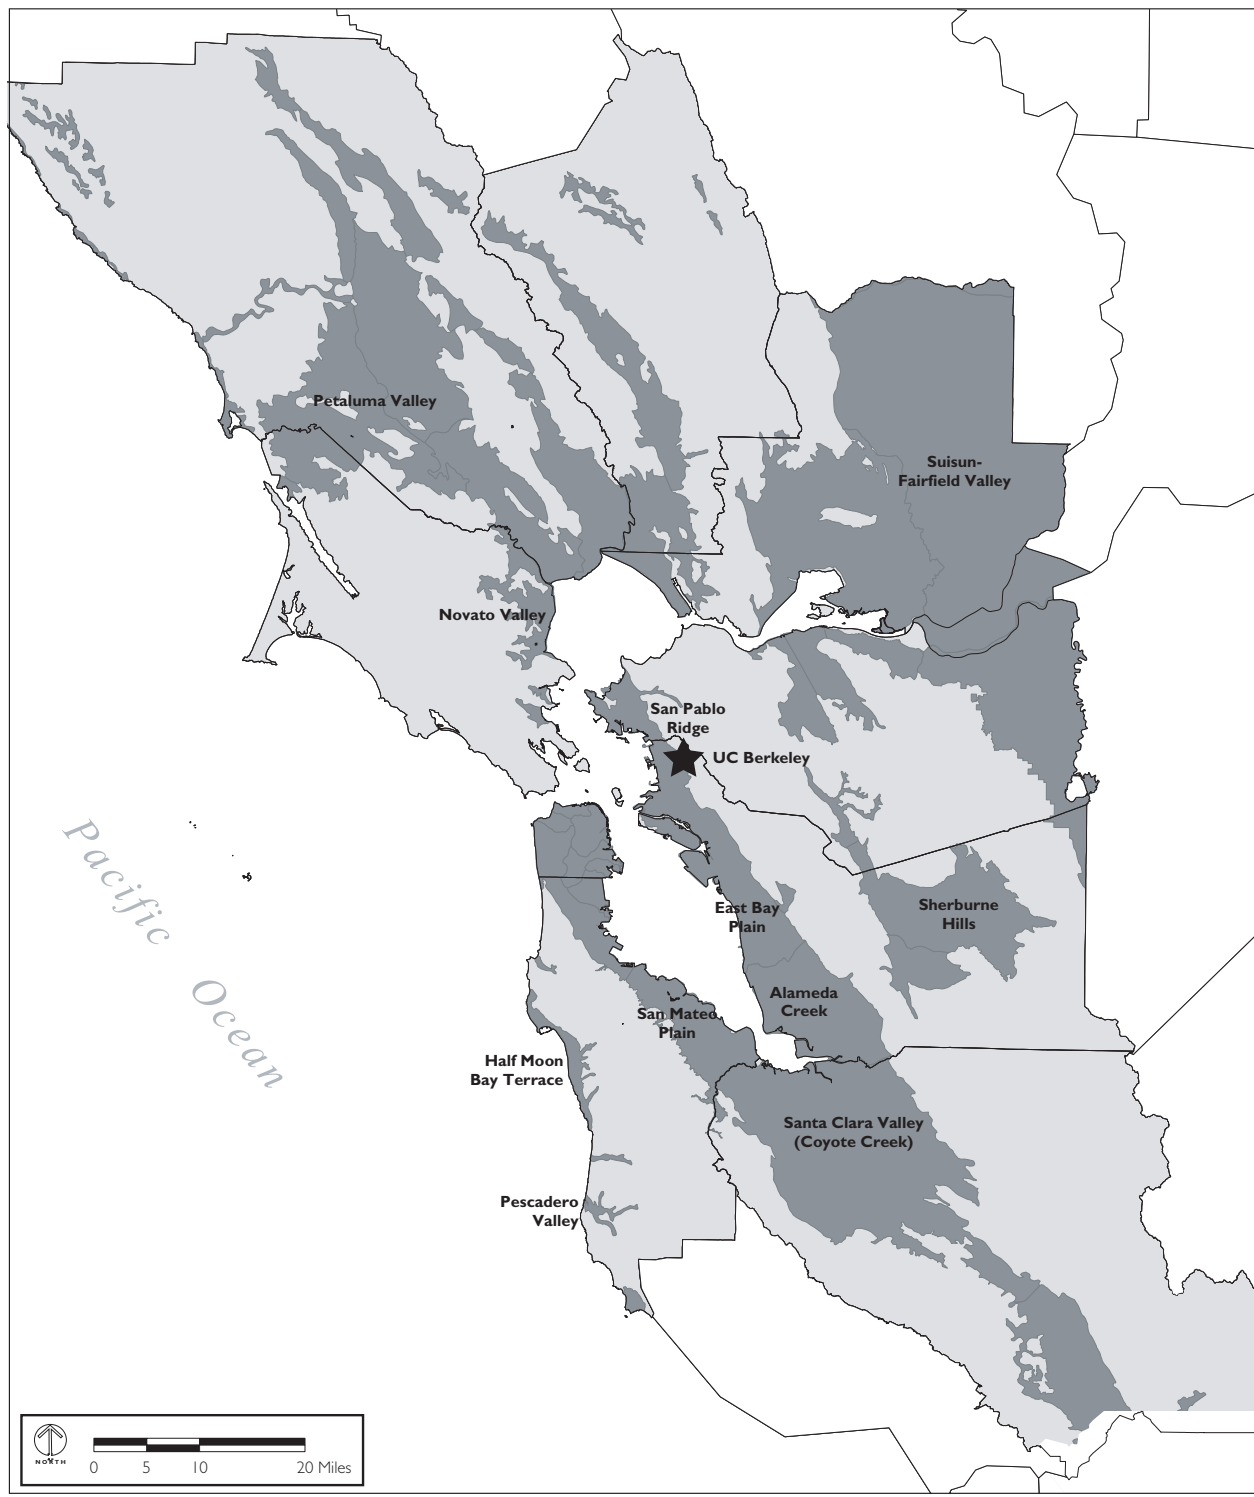 Petaluma Valley
Suisun-
Fairfield Valley
Novato Valley
San Pablo
Ridge
UC Berkeley
Pacific Ocean
East Bay
Plain
Sherburne
Hills
Alameda
Creek
San Mateo
Plain
Half Moon
Bay Terrace
Santa Clara Valley
(Coyote Creek)
Pescadero
Valley
NORTH
0 5 10 20 Miles